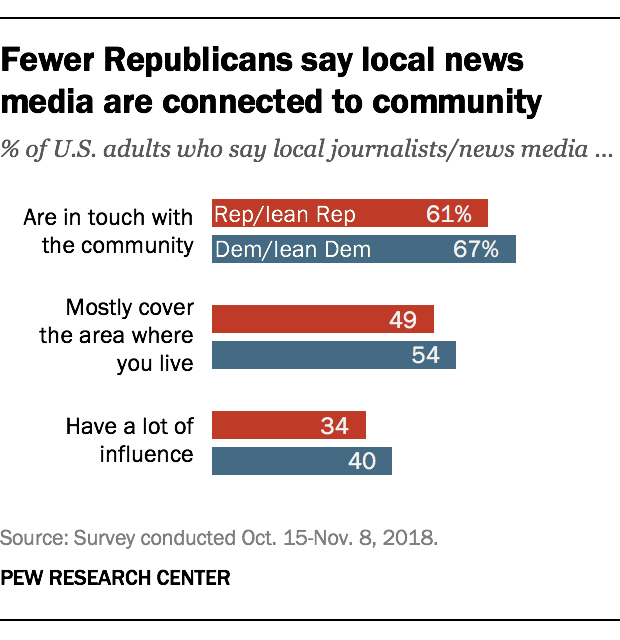 Fewer Republicans say local news
media are connected to community
% of U.S. adults who say local journalists/news media ...
Are in touch with
the community
Rep/lean Rep 61%
Dem/lean Dem 67%
Mostly cover
the area where
you live
49
54
Have a lot of
influence
34
40
Source: Survey conducted Oct. 15-Nov. 8, 2018.
PEW RESEARCH CENTER